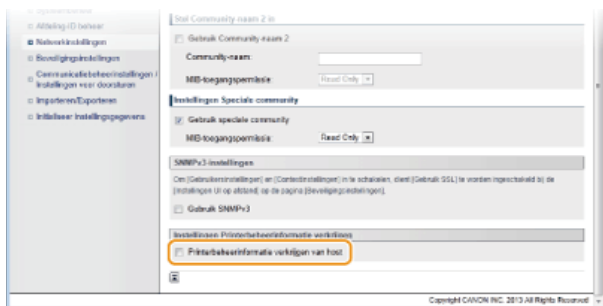 Afdeling-ID beheer
Netwerkinstellingen
Beveiligingsinstellingen
Communicatiebeheerinstellingen /
Instellingen voor doorsturen
Importeren/Exporteren
Initialiseer Instellingsgegevens
Stel Community-naam 2 in
Gebruik Community-naam 2
Community-naam:
MIB-toegangspermissie: Read Only
Instellingen Speciale community
Gebruik speciale community
MIB-toegangspermissie: Read Only
SNMPv3-instellingen
Om [Gebruikersinstellingen] en [Contextinstellingen] in te schakelen, dient [Gebruik SSL] te worden ingeschakeld bij de
[Instellingen UI op afstand] op de pagina [Beveiligingsinstellingen].
Gebruik SNMPv3
Instellingen Printerbeheerinformatie verkrijgen
Printerbeheerinformatie verkrijgen van host
Copyright CANON INC. 2013 All Rights Reserved